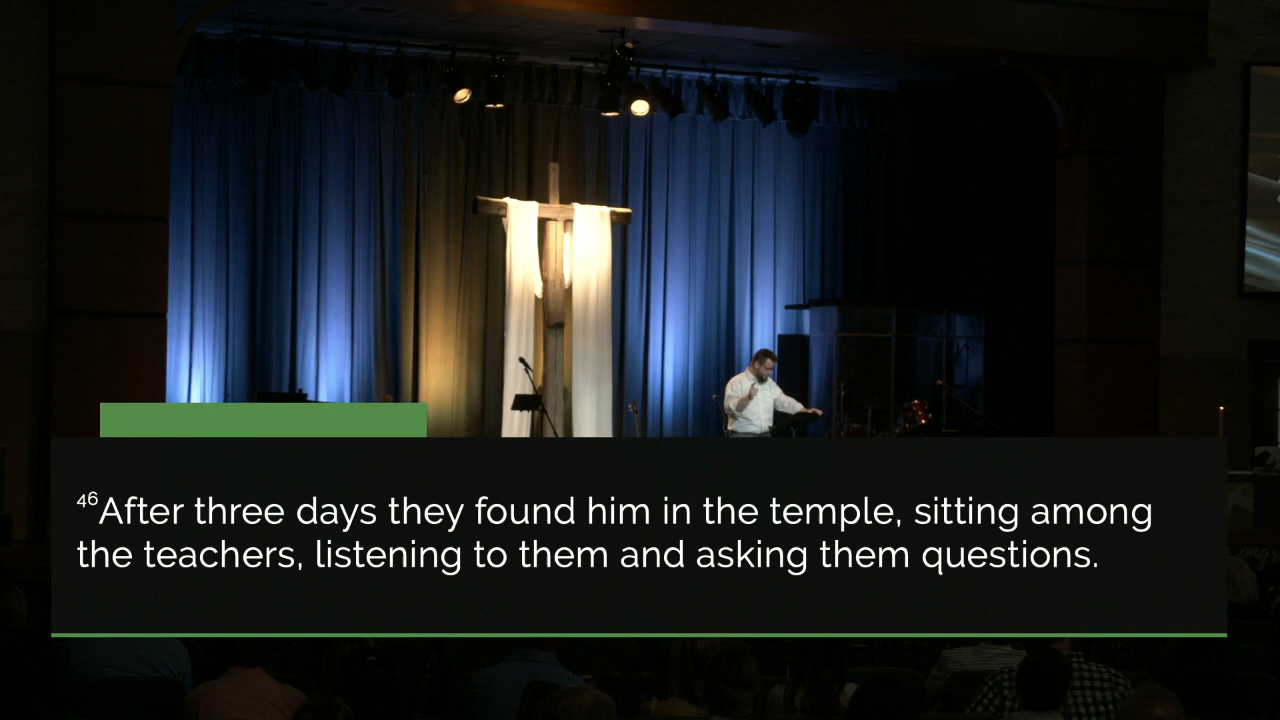 46After three days they found him in the temple, sitting among
the teachers, listening to them and asking them questions.